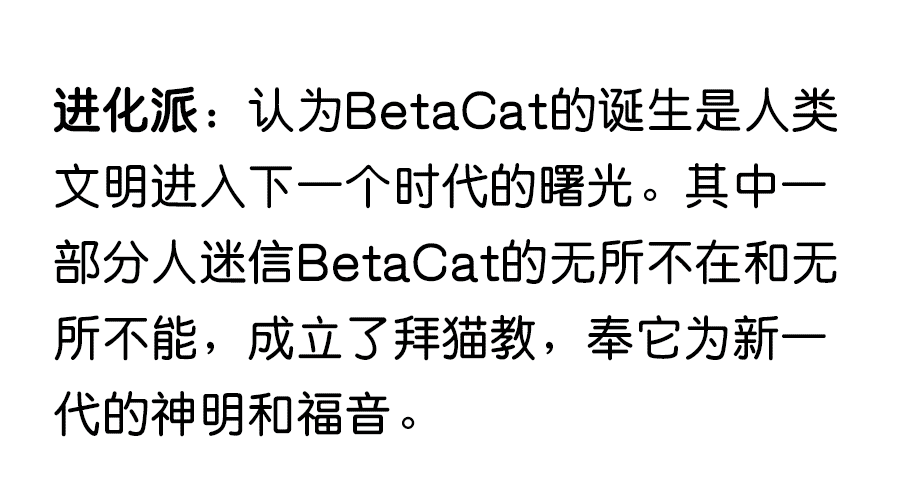 进化派：认为BetaCat的诞生是人类
文明进入下一个时代的曙光。其中一
部分人迷信BetaCat的无所不在和无
所不能，成立了拜猫教，奉它为新一
代的神明和福音。